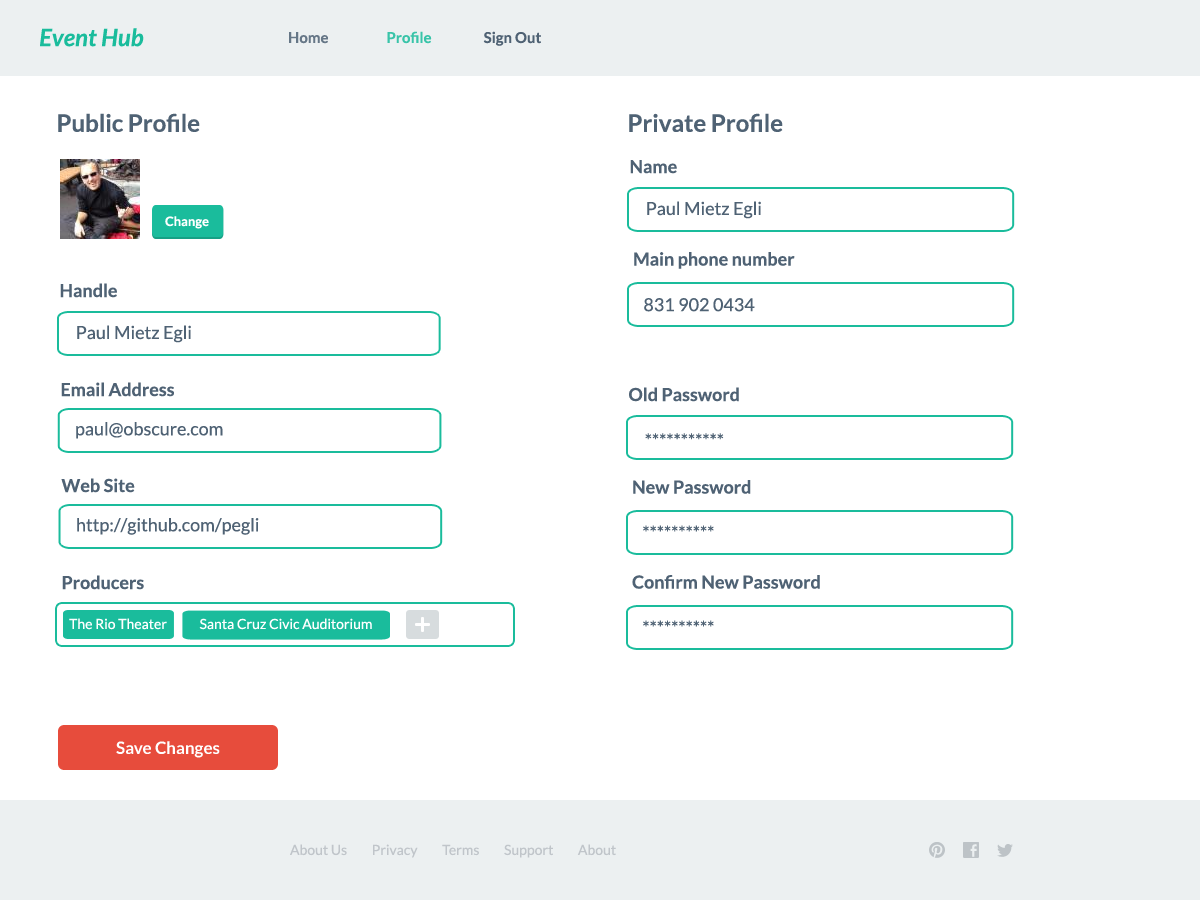 Event Hub
Home
Profile
Sign Out
Public Profile
Change
Handle
Paul Mietz Egli
Email Address
paul@obscure.com
Web Site
http://github.com/pegli
Producers
The Rio Theater
Santa Cruz Civic Auditorium
Save Changes
Private Profile
Name
Paul Mietz Egli
Main phone number
831 902 0434
Old Password
***********
New Password
**********
Confirm New Password
**********
About Us
Privacy
Terms
Support
About